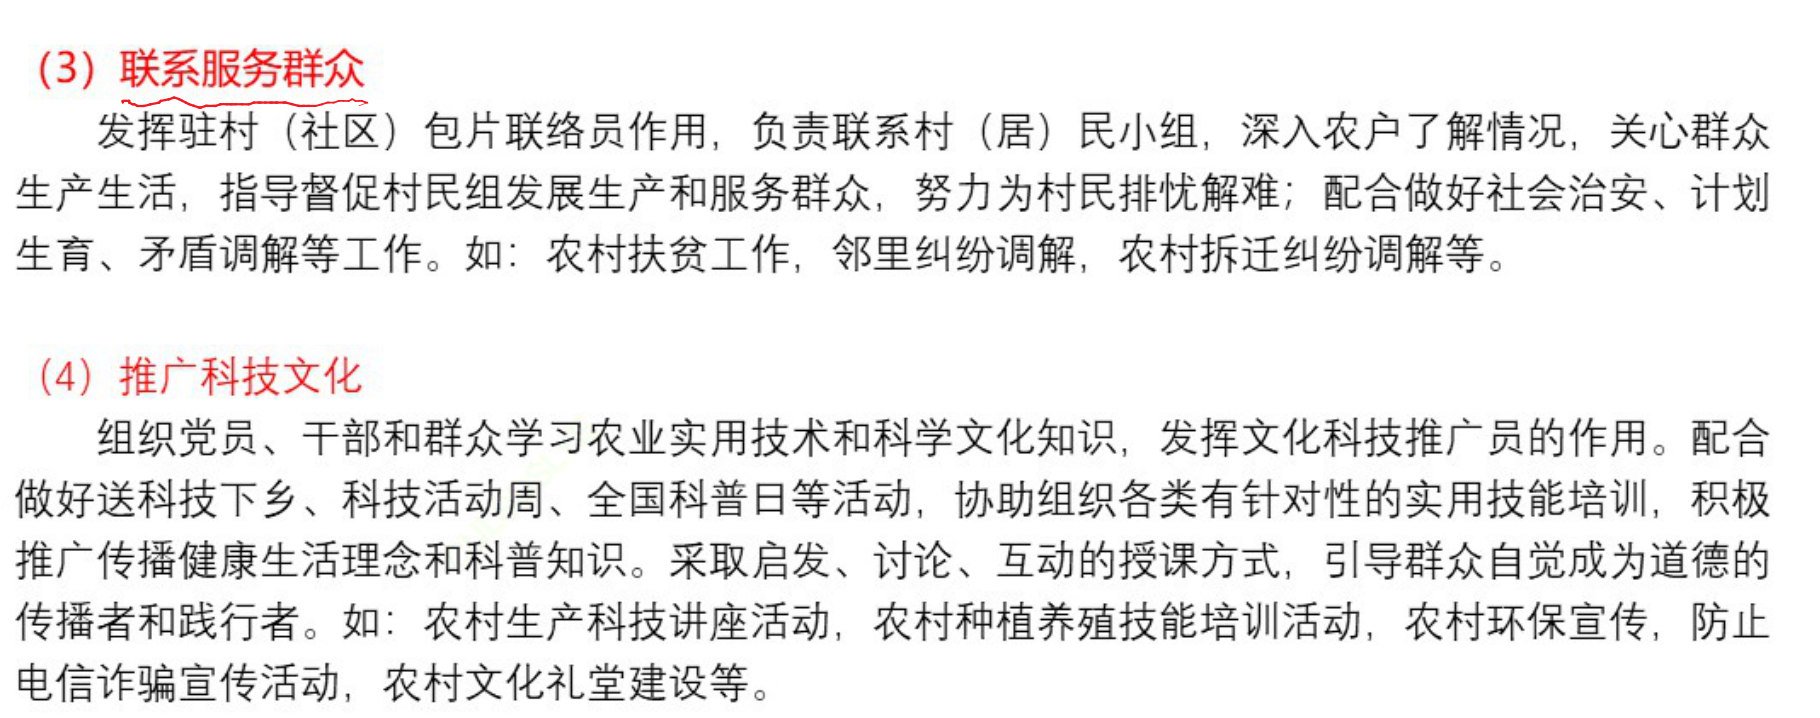 （3）联系服务群众
发挥驻村（社区）包片联络员作用，负责联系村（居）民小组，深入农户了解情况，关心群众
生产生活，指导督促村民组发展生产和服务群众，努力为村民排忧解难；配合做好社会治安、计划
生育、矛盾调解等工作。如：农村扶贫工作，邻里纠纷调解，农村拆迁纠纷调解等。
（4）推广科技文化
组织党员、干部和群众学习农业实用技术和科学文化知识，发挥文化科技推广员的作用。配合
做好送科技下乡、科技活动周、全国科普日等活动，协助组织各类有针对性的实用技能培训，积极
推广传播健康生活理念和科普知识。采取启发、讨论、互动的授课方式，引导群众自觉成为道德的
传播者和践行者。如：农村生产科技讲座活动，农村种植养殖技能培训活动，农村环保宣传，防止
电信诈骗宣传活动，农村文化礼堂建设等。